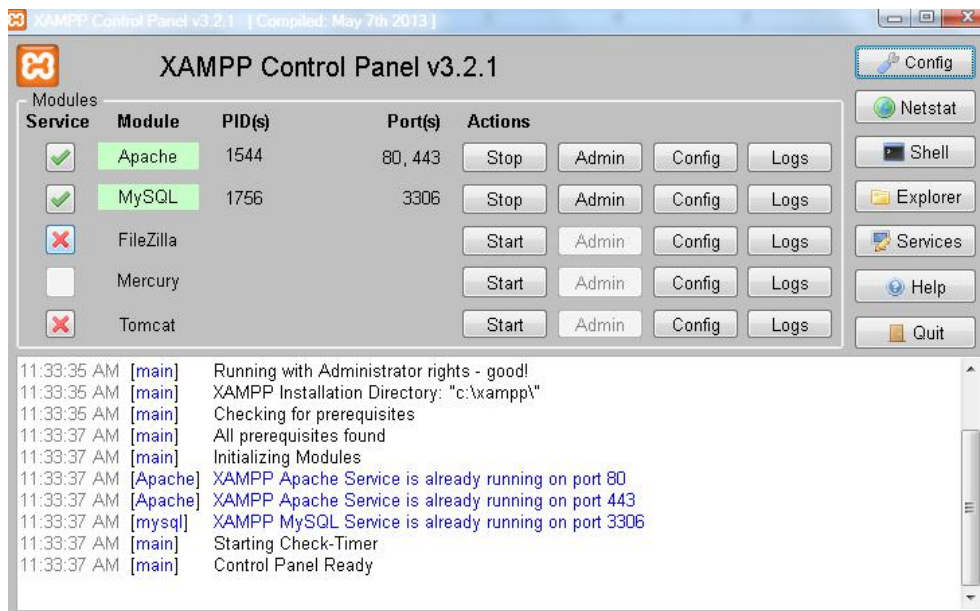 XAMPP Control Panel v3.2.1 [ Compiled: May 7th 2013 ]
XAMPP Control Panel v3.2.1
Config
Modules
Service Module PID(s) Port(s) Actions
Netstat
Apache 1544 80, 443 Stop Admin Config Logs
Shell
MySQL 1756 3306 Stop Admin Config Logs
Explorer
FileZilla Start Admin Config Logs
Services
Mercury Start Admin Config Logs
Help
Tomcat Start Admin Config Logs
Quit
11:33:35 AM [main] Running with Administrator rights - good!
11:33:35 AM [main] XAMPP Installation Directory: "c:\xampp\"
11:33:35 AM [main] Checking for prerequisites
11:33:37 AM [main] All prerequisites found
11:33:37 AM [main] Initializing Modules
11:33:37 AM [Apache] XAMPP Apache Service is already running on port 80
11:33:37 AM [Apache] XAMPP Apache Service is already running on port 443
11:33:37 AM [mysql] XAMPP MySQL Service is already running on port 3306
11:33:37 AM [main] Starting Check-Timer
11:33:37 AM [main] Control Panel Ready